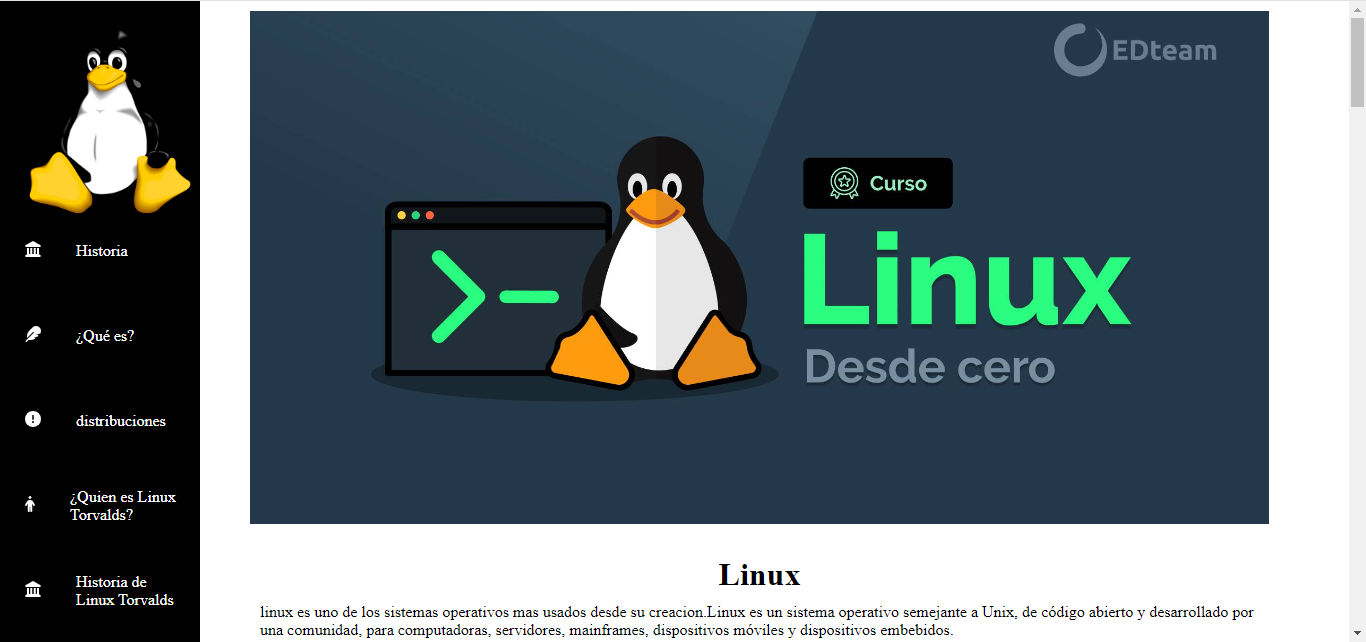 Historia
¿Qué es?
distribuciones
¿Quien es Linux
Torvalds?
Historia de
Linux Torvalds
EDteam
Curso
Linux
Desde cero
Linux
linux es uno de los sistemas operativos mas usados desde su creacion.Linux es un sistema operativo semejante a Unix, de código abierto y desarrollado por
una comunidad, para computadoras, servidores, mainframes, dispositivos móviles y dispositivos embebidos.